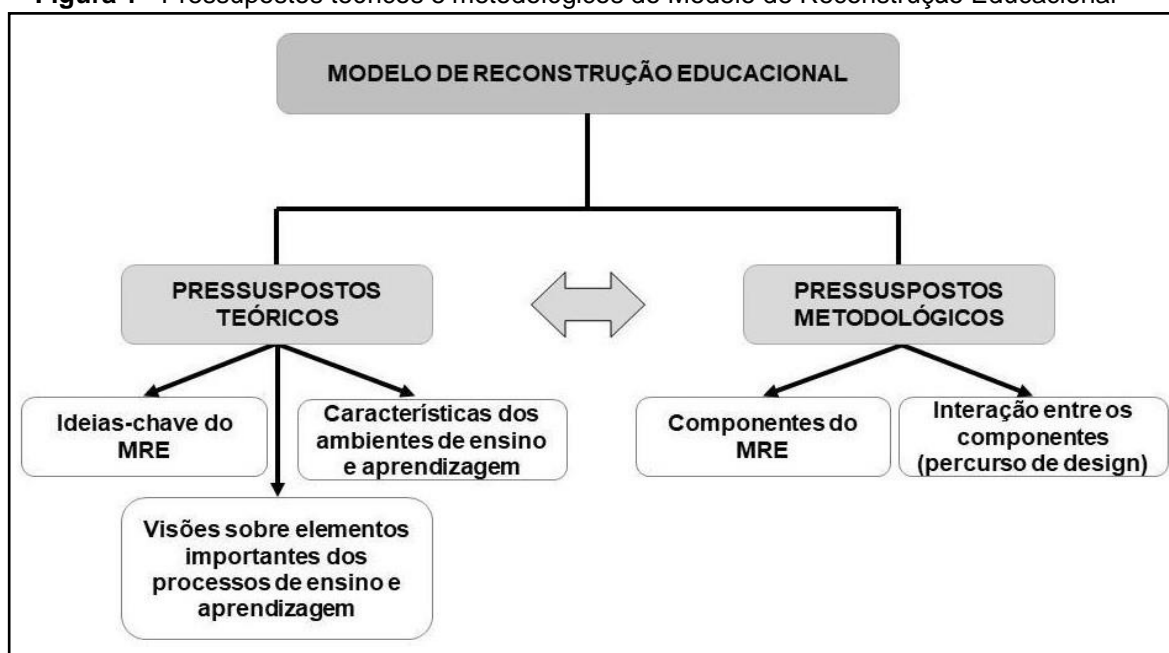 Figura 1 - Pressupostos teóricos e metodológicos do Modelo de Reconstrução Educacional
MODELO DE RECONSTRUÇÃO EDUCACIONAL
PRESSUSPOSTOS
TEÓRICOS
PRESSUSPOSTOS
METODOLÓGICOS
Ideias-chave do
MRE
Características dos
ambientes de ensino
e aprendizagem
Visões sobre elementos
importantes dos
processos de ensino e
aprendizagem
Componentes do
MRE
Interação entre os
componentes
(percurso de design)